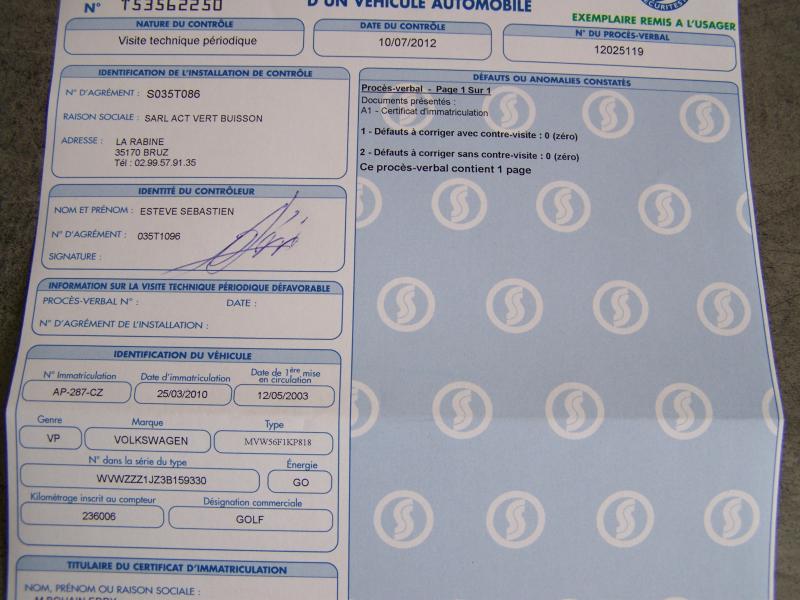 D'UN VÉHICULE AUTOMOBILE
N° T53562250
EXEMPLAIRE REMIS A L'USAGER
NATURE DU CONTRÔLE
Visite technique périodique
DATE DU CONTRÔLE
10/07/2012
N° DU PROCÈS-VERBAL
12025119
IDENTIFICATION DE L'INSTALLATION DE CONTRÔLE
N° D'AGRÉMENT : S035T086
RAISON SOCIALE : SARL ACT VERT BUISSON
ADRESSE : LA RABINE
35170 BRUZ
Tél : 02.99.57.91.35
IDENTITÉ DU CONTRÔLEUR
NOM ET PRÉNOM : ESTEVE SEBASTIEN
N° D'AGRÉMENT : 035T1096
SIGNATURE :
INFORMATION SUR LA VISITE TECHNIQUE PÉRIODIQUE DÉFAVORABLE
PROCÈS-VERBAL N° : DATE :
N° D'AGRÉMENT DE L'INSTALLATION :
IDENTIFICATION DU VÉHICULE
N° Immatriculation
AP-287-CZ
Date d'immatriculation
25/03/2010
Date de 1ère mise
en circulation
12/05/2003
Genre
VP
Marque
VOLKSWAGEN
Type
MVW56F1KP818
N° dans la série du type
WVWZZZ1JZ3B159330
Énergie
GO
Kilométrage inscrit au compteur
236006
Désignation commerciale
GOLF
TITULAIRE DU CERTIFICAT D'IMMATRICULATION
NOM, PRÉNOM OU RAISON SOCIALE :
DÉFAUTS OU ANOMALIES CONSTATÉS
Procès-verbal - Page 1 Sur 1
Documents présentés :
A1 - Certificat d'immatriculation
1 - Défauts à corriger avec contre-visite : 0 (zéro)
2 - Défauts à corriger sans contre-visite : 0 (zéro)
Ce procès-verbal contient 1 page